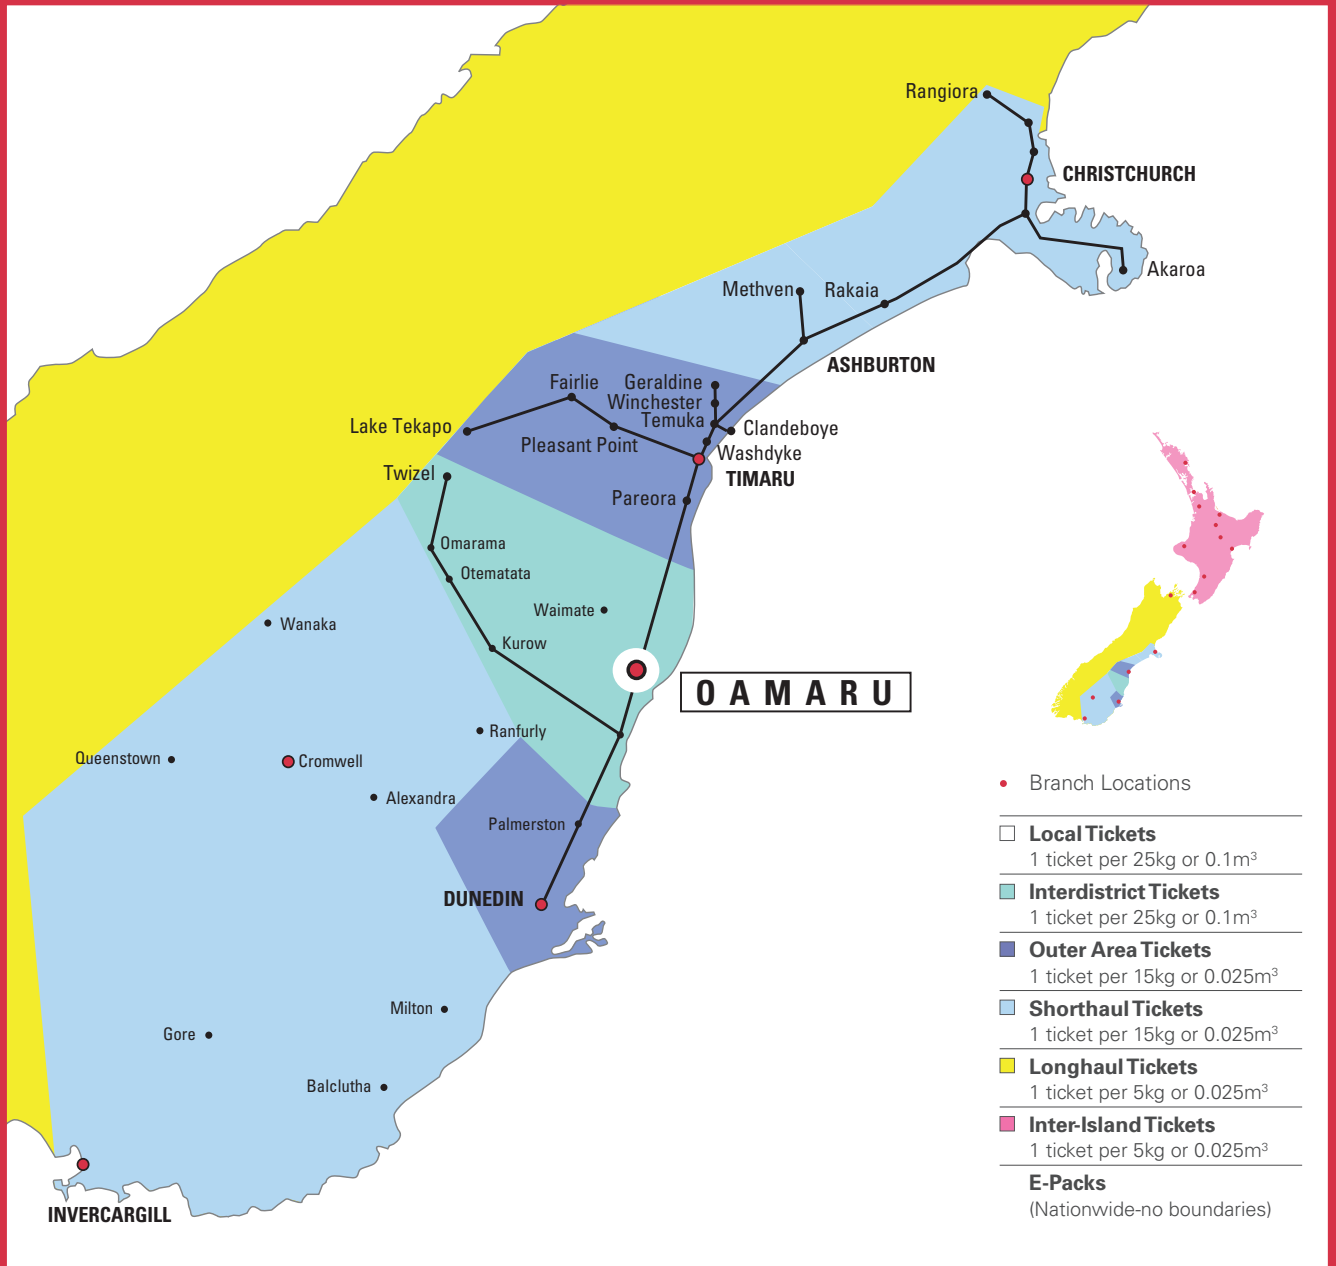 Rangiora
CHRISTCHURCH
Akaroa
Methven
Rakaia
ASHBURTON
Fairlie
Geraldine
Winchester
Lake Tekapo
Temuka
Clandeboye
Pleasant Point
Washdyke
TIMARU
Twizel
Pareora
Omarama
Otematata
Waimate
Wanaka
Kurow
OAMARU
Ranfurly
Queenstown
Cromwell
Alexandra
Palmerston
DUNEDIN
Milton
Gore
Balclutha
INVERCARGILL
Branch Locations
Local Tickets
1 ticket per 25kg or 0.1m³
Interdistrict Tickets
1 ticket per 25kg or 0.1m³
Outer Area Tickets
1 ticket per 15kg or 0.025m³
Shorthaul Tickets
1 ticket per 15kg or 0.025m³
Longhaul Tickets
1 ticket per 5kg or 0.025m³
Inter-Island Tickets
1 ticket per 5kg or 0.025m³
E-Packs
(Nationwide-no boundaries)